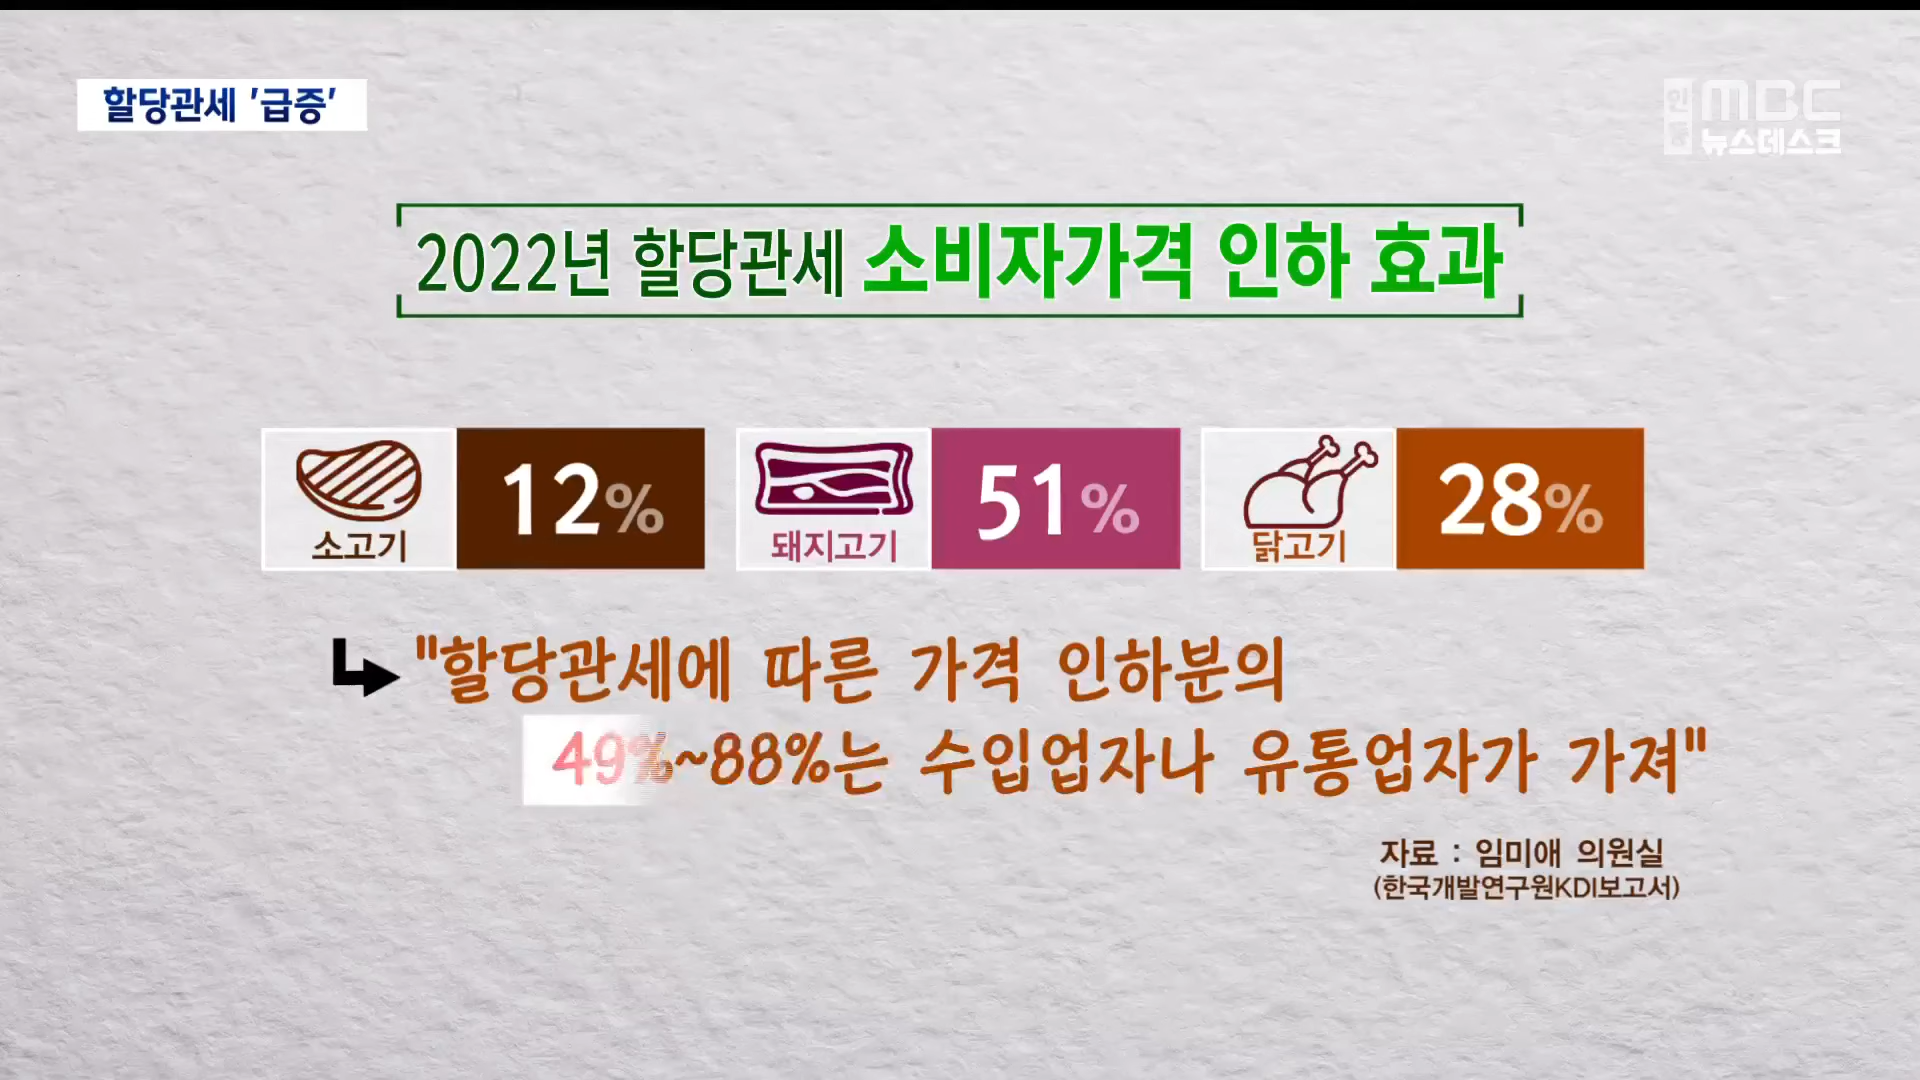 할당관세 '급증'
MBC
뉴스데스크
2022년 할당관세 소비자가격 인하 효과
소고기 12% 돼지고기 51% 닭고기 28%
"할당관세에 따른 가격 인하분의
49%~88%는 수입업자나 유통업자가 가져"
자료 : 임미애 의원실
(한국개발연구원KDI보고서)